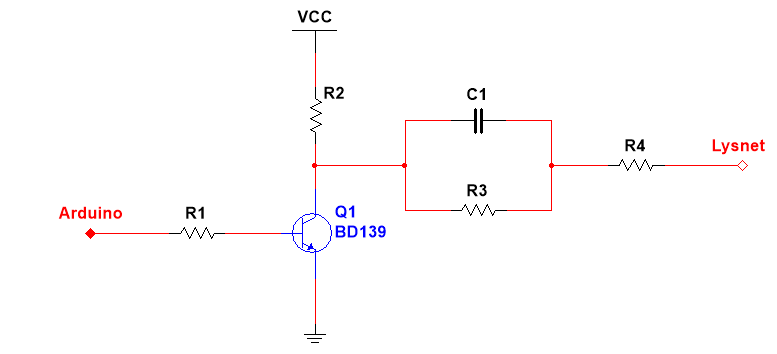 VCC
R2
C1
R4
Lysnet
R3
Arduino
R1
Q1
BD139